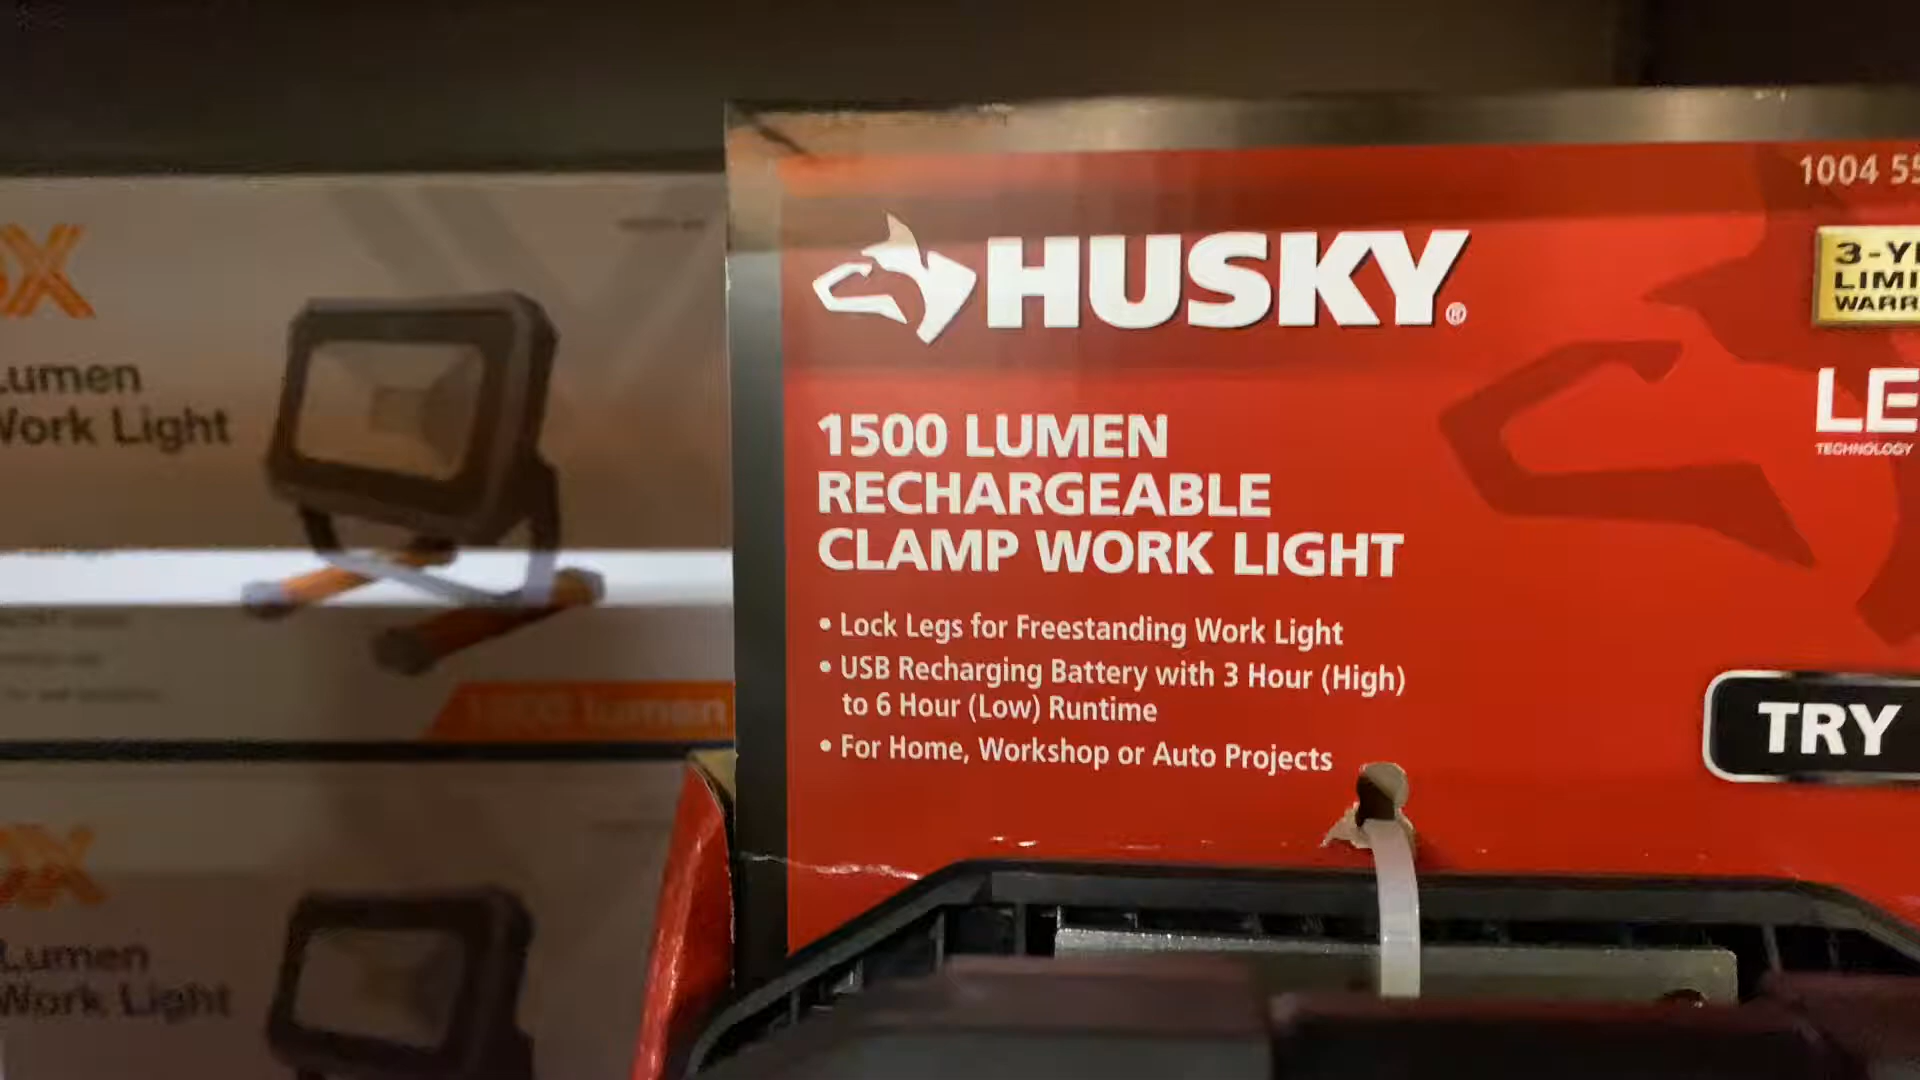 Lumen
Work Light
1004 55
HUSKY®
3-Y
LIMI
WARR
LE
TECHNOLOGY
1500 LUMEN
RECHARGEABLE
CLAMP WORK LIGHT
• Lock Legs for Freestanding Work Light
• USB Recharging Battery with 3 Hour (High)
to 6 Hour (Low) Runtime
• For Home, Workshop or Auto Projects
TRY
lumen
Lumen
Work Light